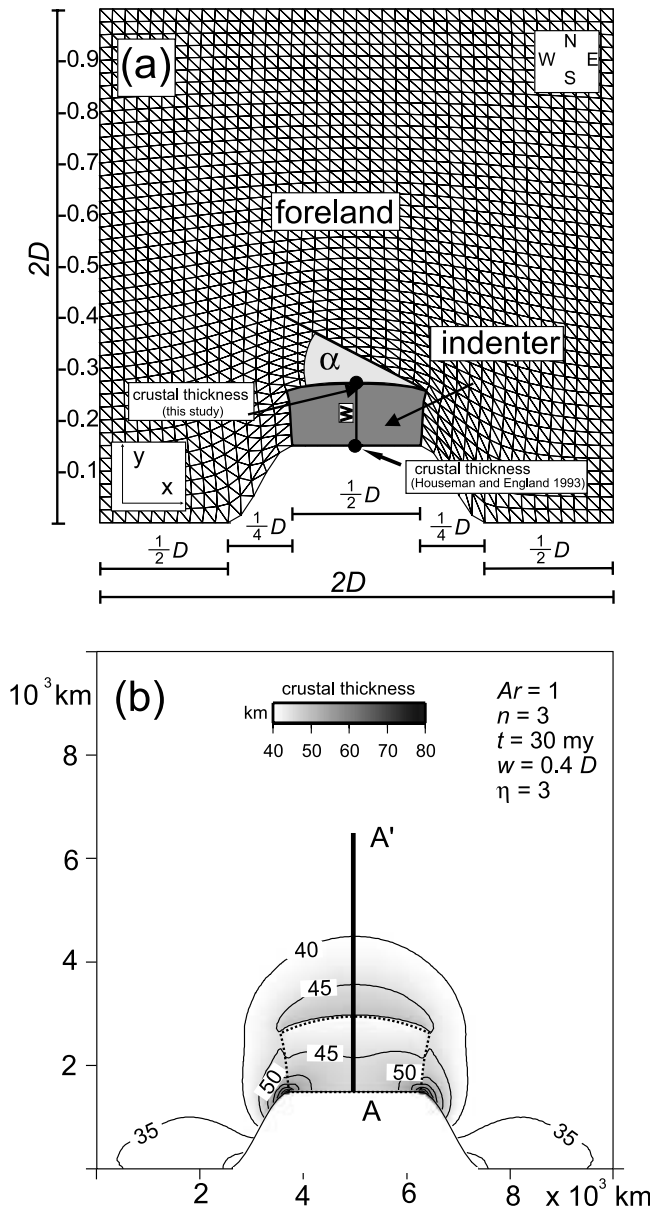 (a)
N
W E
S
0.9
0.8
0.7
0.6
0.5
0.4
0.3
0.2
0.1
2D
foreland
indenter
α
crustal thickness
(this study)
w
y
x
crustal thickness
(Houseman and England 1993)
1/2 D
1/4 D
1/4 D
1/2 D
1/2 D
2D
(b)
10 ³ km
8
6
4
2
crustal thickness
km
40 50 60 70 80
Ar = 1
n = 3
t = 30 my
w = 0.4 D
η = 3
A'
40
45
45
50
50
A
35
35
2 4 6 8 x 10³ km